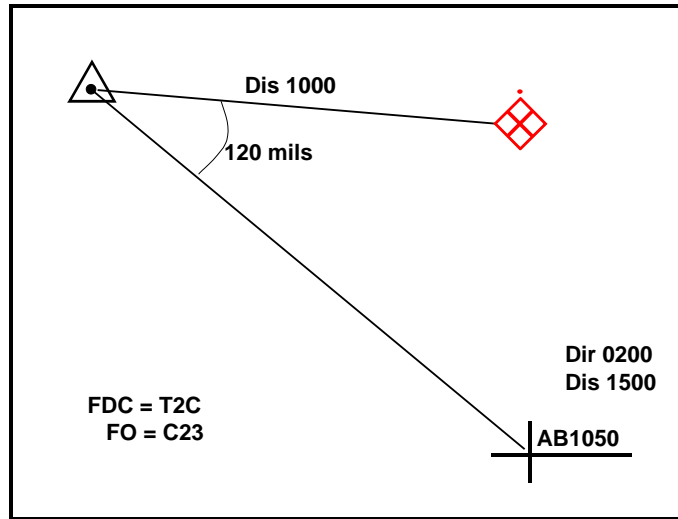 Dis 1000
120 mils
Dir 0200
Dis 1500
FDC = T2C
FO = C23
AB1050